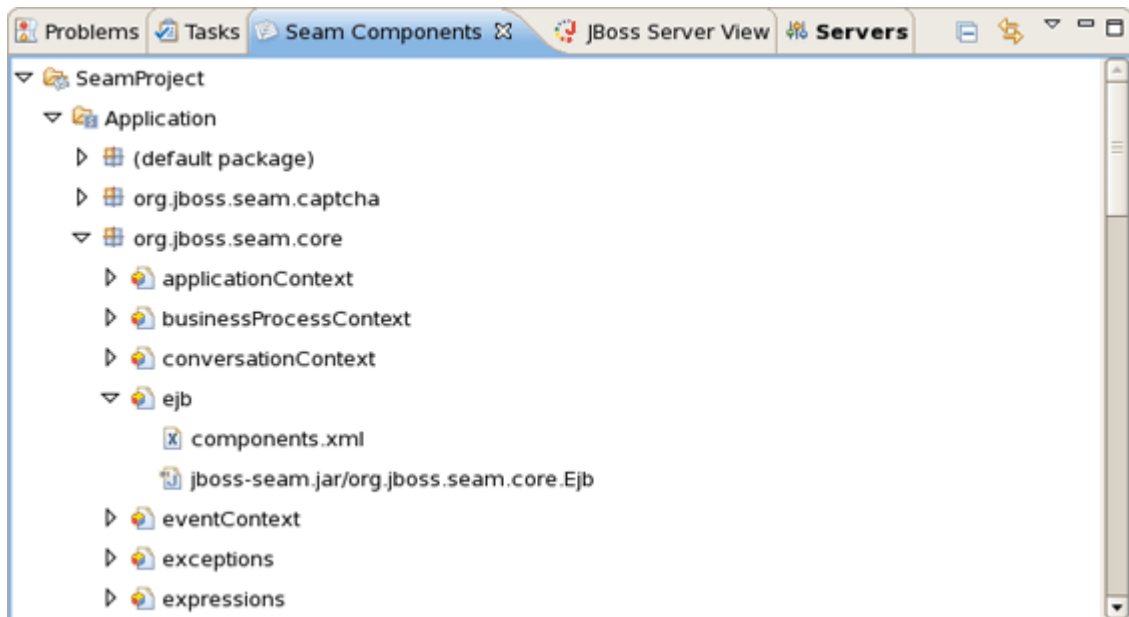 Problems Tasks Seam Components JBoss Server View Servers
SeamProject
Application
(default package)
org.jboss.seam.captcha
org.jboss.seam.core
applicationContext
businessProcessContext
conversationContext
ejb
components.xml
jboss-seam.jar/org.jboss.seam.core.Ejb
eventContext
exceptions
expressions